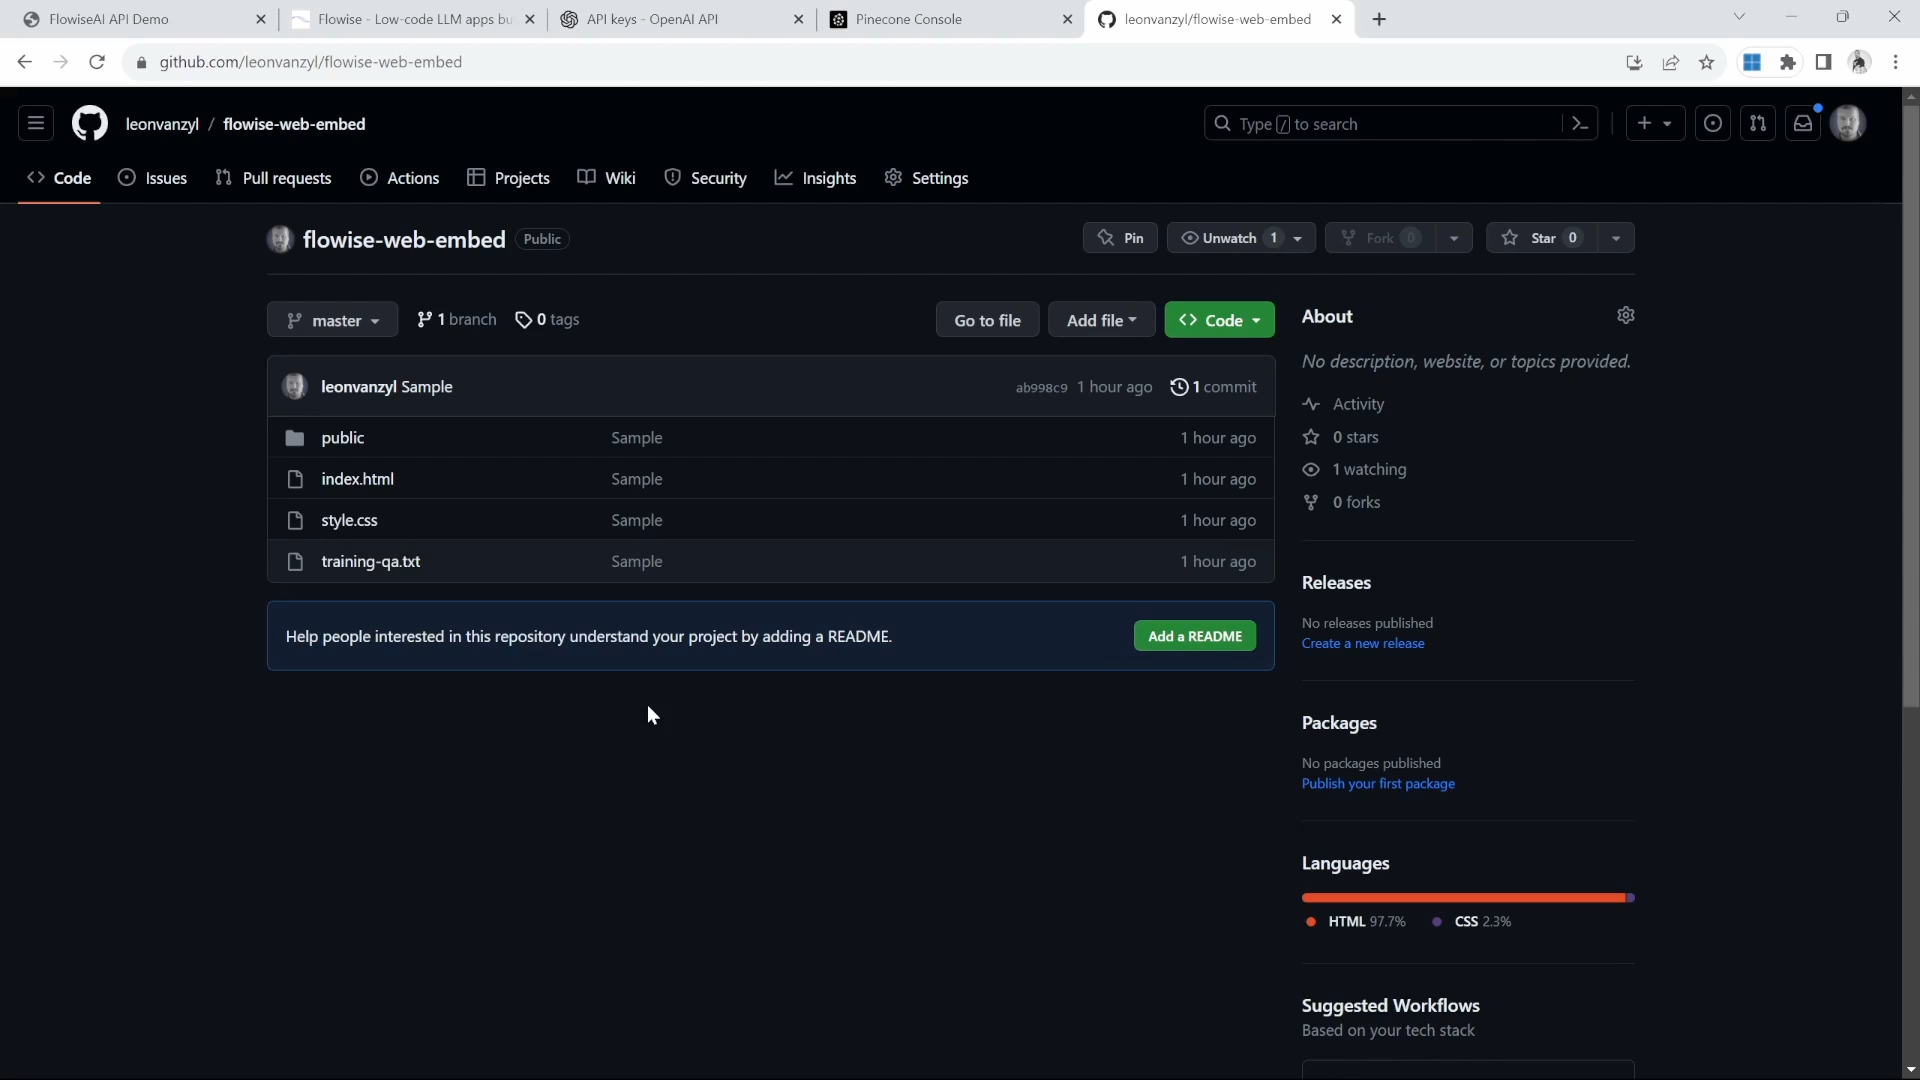 FlowiseAI API Demo
Flowise - Low-code LLM apps bu
API keys - OpenAI API
Pinecone Console
leonvanzyl/flowise-web-embed
github.com/leonvanzyl/flowise-web-embed
leonvanzyl / flowise-web-embed
Type / to search
Code
Issues
Pull requests
Actions
Projects
Wiki
Security
Insights
Settings
flowise-web-embed Public
Pin
Unwatch 1
Fork 0
Star 0
master
1 branch
0 tags
Go to file
Add file
Code
leonvanzyl Sample
ab998c9 1 hour ago
1 commit
public Sample 1 hour ago
index.html Sample 1 hour ago
style.css Sample 1 hour ago
training-qa.txt Sample 1 hour ago
Help people interested in this repository understand your project by adding a README.
Add a README
About
No description, website, or topics provided.
Activity
0 stars
1 watching
0 forks
Releases
No releases published
Create a new release
Packages
No packages published
Publish your first package
Languages
HTML 97.7% CSS 2.3%
Suggested Workflows
Based on your tech stack